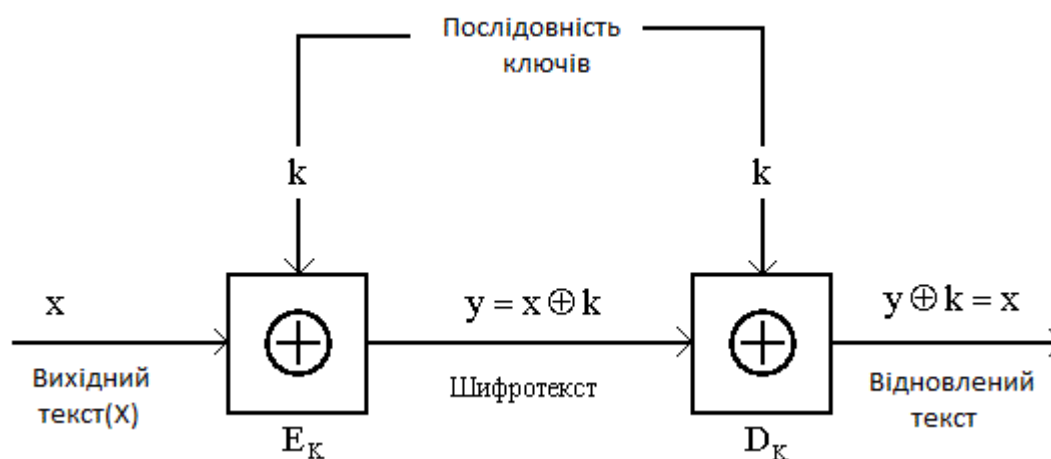 Послідовність
ключів
k
k
x
y = x ⊕ k
y ⊕ k = x
Вихідний
текст(X)
Шифротекст
Відновлений
текст
E_K
D_K